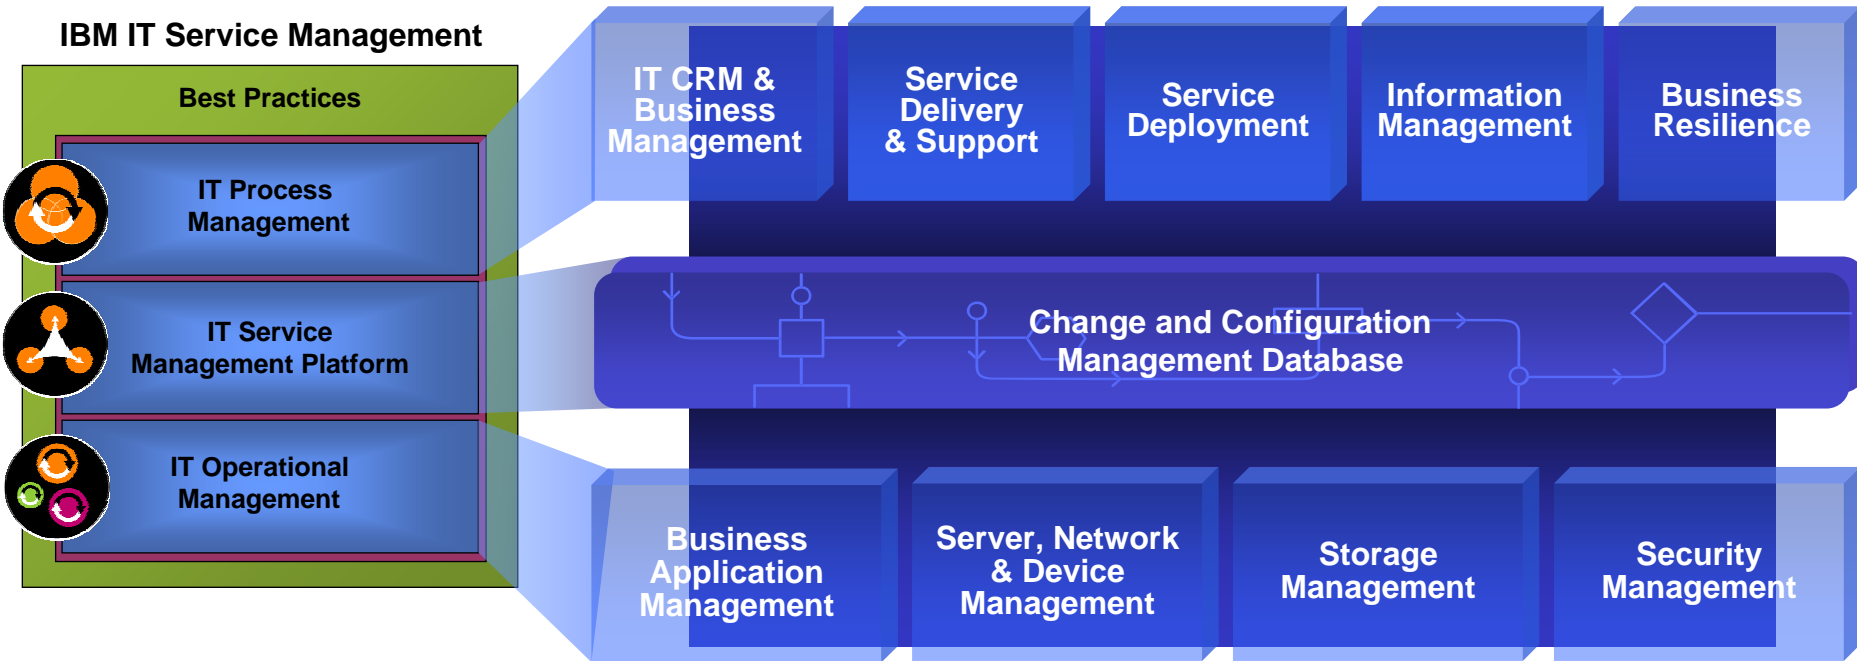 IBM IT Service Management
Best Practices
IT Process
Management
IT Service
Management Platform
IT Operational
Management
IT CRM &
Business
Management
Service
Delivery
& Support
Service
Deployment
Information
Management
Business
Resilience
Change and Configuration
Management Database
Business
Application
Management
Server, Network
& Device
Management
Storage
Management
Security
Management